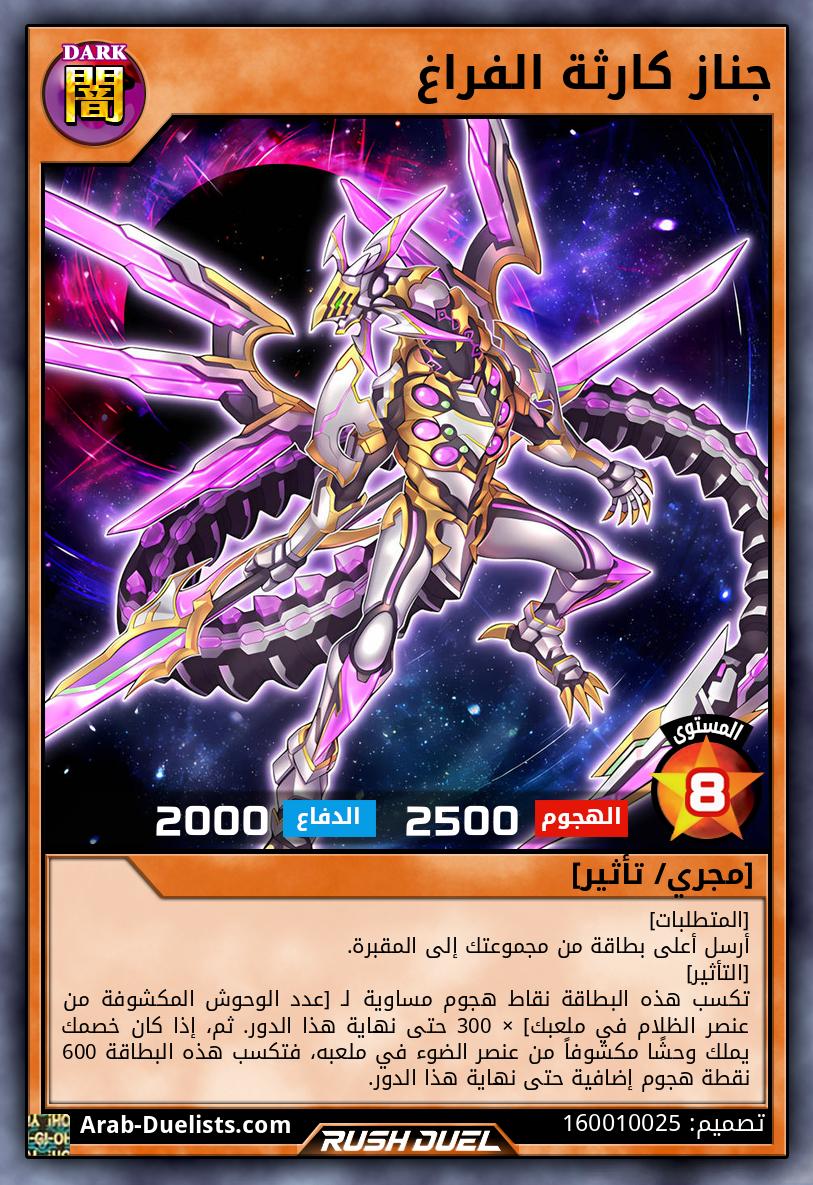 DARK
闇
جناز كارثة الفراغ
المستوى
8
الهجوم 2500 الدفاع 2000
[مجري/ تأثير]
[المتطلبات]
أرسل أعلى بطاقة من مجموعتك إلى المقبرة.
[التأثير]
تكسب هذه البطاقة نقاط هجوم مساوية لـ [عدد الوحوش المكشوفة من
عنصر الظلام في ملعبك] × 300 حتى نهاية هذا الدور. ثم، إذا كان خصمك
يملك وحشًا مكشوفاً من عنصر الضوء في ملعبه، فتكسب هذه البطاقة 600
نقطة هجوم إضافية حتى نهاية هذا الدور.
تصميم: 160010025
RUSH DUEL
Arab-Duelists.com